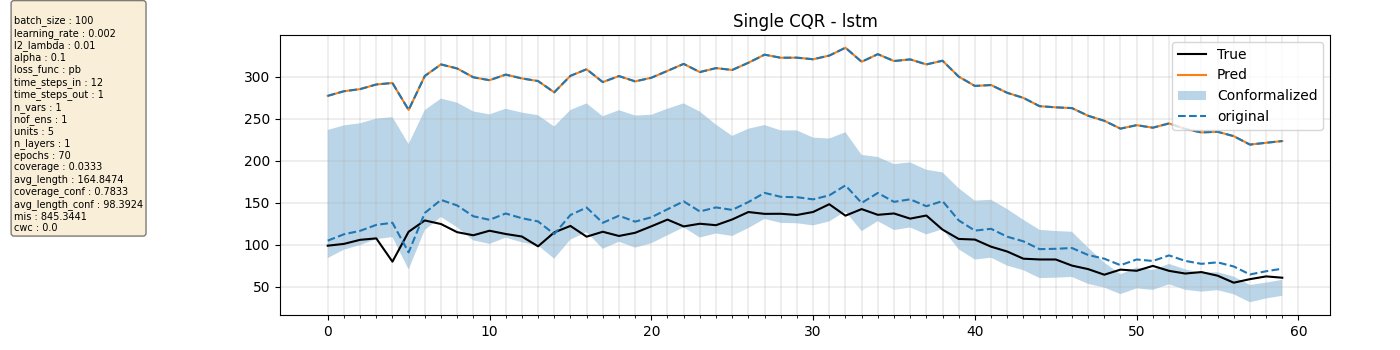 batch_size : 100
learning_rate : 0.002
l2_lambda : 0.01
alpha : 0.1
loss_func : pb
time_steps_in : 12
time_steps_out : 1
n_vars : 1
nof_ens : 1
units : 5
n_layers : 1
epochs : 70
coverage : 0.0333
avg_length : 164.8474
coverage_conf : 0.7833
avg_length_conf : 98.3924
mis : 845.3441
cwc : 0.0
Single CQR - lstm
True
Pred
Conformalized
original
300
250
200
150
100
50
0 10 20 30 40 50 60